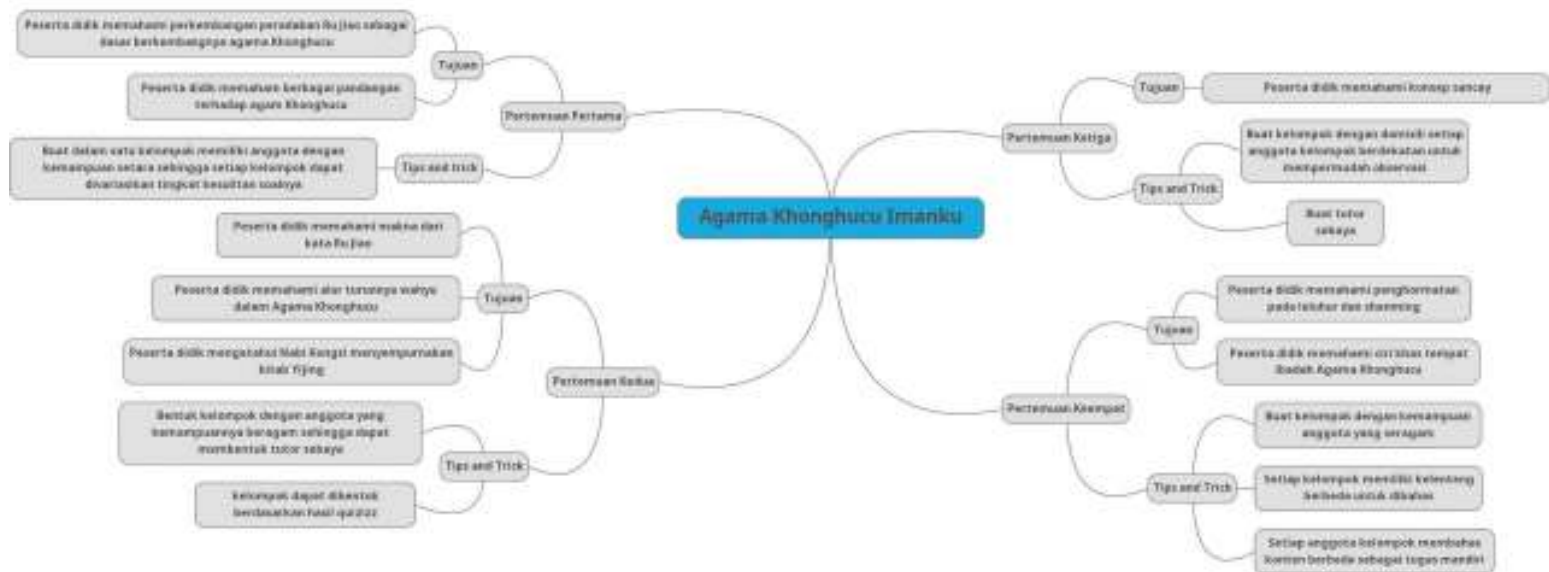 Peserta didik memahami perkembangan peradaban Ru Jiao sebagai
dasar berkembangnya agama Khonghucu
Tujuan
Peserta didik memaham berbagai pandangan
terhadap agam Khonghucu
Pertemuan Pertama
Buat dalam satu kelompok memiliki anggota dengan
kemampuan setara sehingga setiap kelompok dapat
divariasikan tingkat kesulitan soalnya
Tips and trick
Peserta didik memahami makna dari
kata Ru Jiao
Peserta didik memahami alur turunnya wahyu
dalam Agama Khonghucu
Tujuan
Peserta didik mengetahui Nabi Kongzi menyempurnakan
kitab Yijing
Pertemuan Kedua
Bentuk kelompok dengan anggota yang
kemampuannya beragam sehingga dapat
membentuk tutor sebaya
Tips and Trick
kelompok dapat dibentuk
berdasarkan hasil quizizz
Agama Khonghucu Imanku
Tujuan
Peserta didik memahami konsep sancay
Pertemuan Ketiga
Buat kelompok dengan domisili setiap
anggota kelompok berdekatan untuk
mempermudah observasi
Tips and Trick
Buat tutor
sebaya
Peserta didik memahami penghormatan
pada leluhur dan shenming
Tujuan
Peserta didik memahami ciri khas tempat
ibadah Agama Khonghucu
Pertemuan Keempat
Buat kelompok dengan kemampuan
anggota yang seragam
Tips and Trick
Setiap kelompok memiliki kelenteng
berbeda untuk dibahas
Setiap anggota kelompok membahas
konten berbeda sebagai tugas mandiri